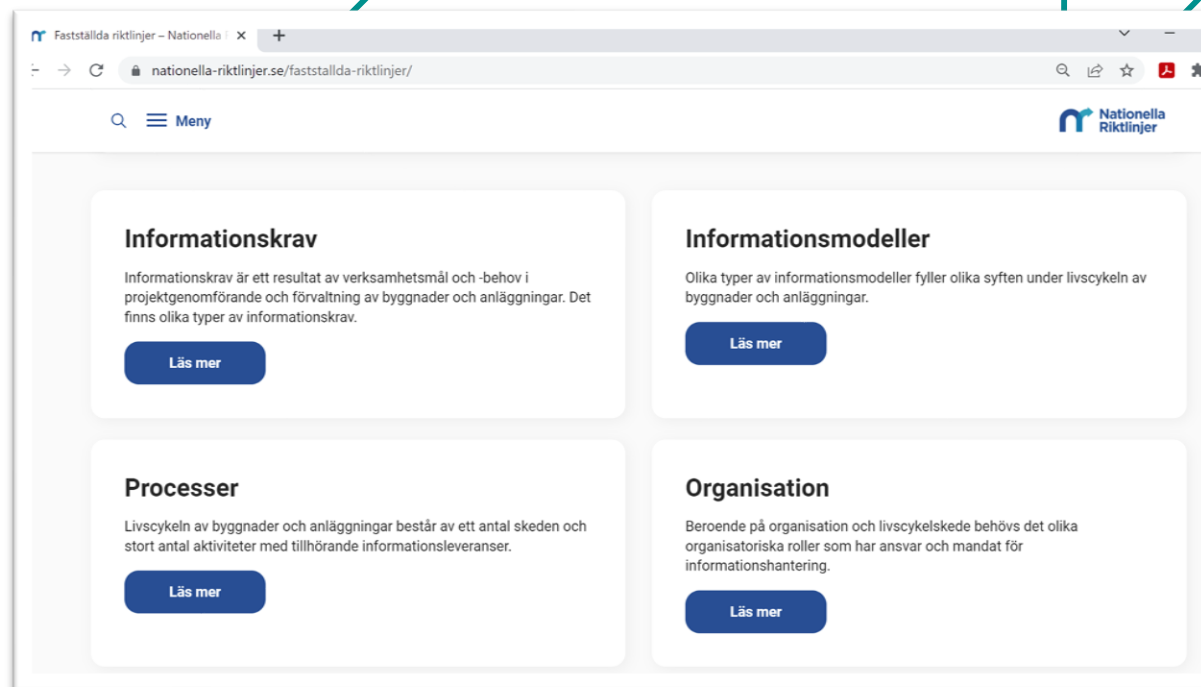 Fastställda riktlinjer – Nationella
nationella-riktlinjer.se/faststallda-riktlinjer/
Meny
Nationella
Riktlinjer
Informationskrav
Informationskrav är ett resultat av verksamhetsmål och -behov i
projektgenomförande och förvaltning av byggnader och anläggningar. Det
finns olika typer av informationskrav.
Läs mer
Informationsmodeller
Olika typer av informationsmodeller fyller olika syften under livscykeln av
byggnader och anläggningar.
Läs mer
Processer
Livscykeln av byggnader och anläggningar består av ett antal skeden och
stort antal aktiviteter med tillhörande informationsleveranser.
Läs mer
Organisation
Beroende på organisation och livscykelskede behövs det olika
organisatoriska roller som har ansvar och mandat för
informationshantering.
Läs mer